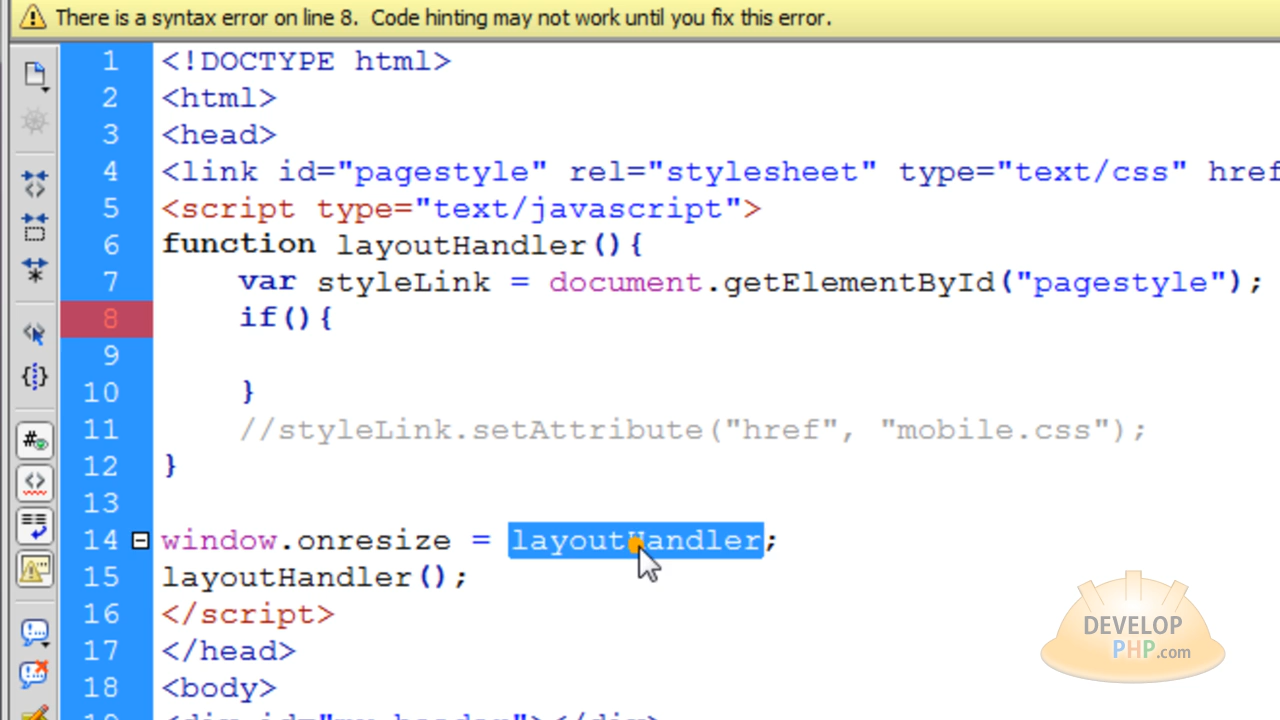 There is a syntax error on line 8.  Code hinting may not work until you fix this error.
1 <!DOCTYPE html>
2 <html>
3 <head>
4 <link id="pagestyle" rel="stylesheet" type="text/css" href
5 <script type="text/javascript">
6 function layoutHandler(){
7     var styleLink = document.getElementById("pagestyle");
8     if(){
9
10     }
11     //styleLink.setAttribute("href", "mobile.css");
12 }
13
14 window.onresize = layoutHandler;
15 layoutHandler();
16 </script>
17 </head>
18 <body>
DEVELOP
PHP.com